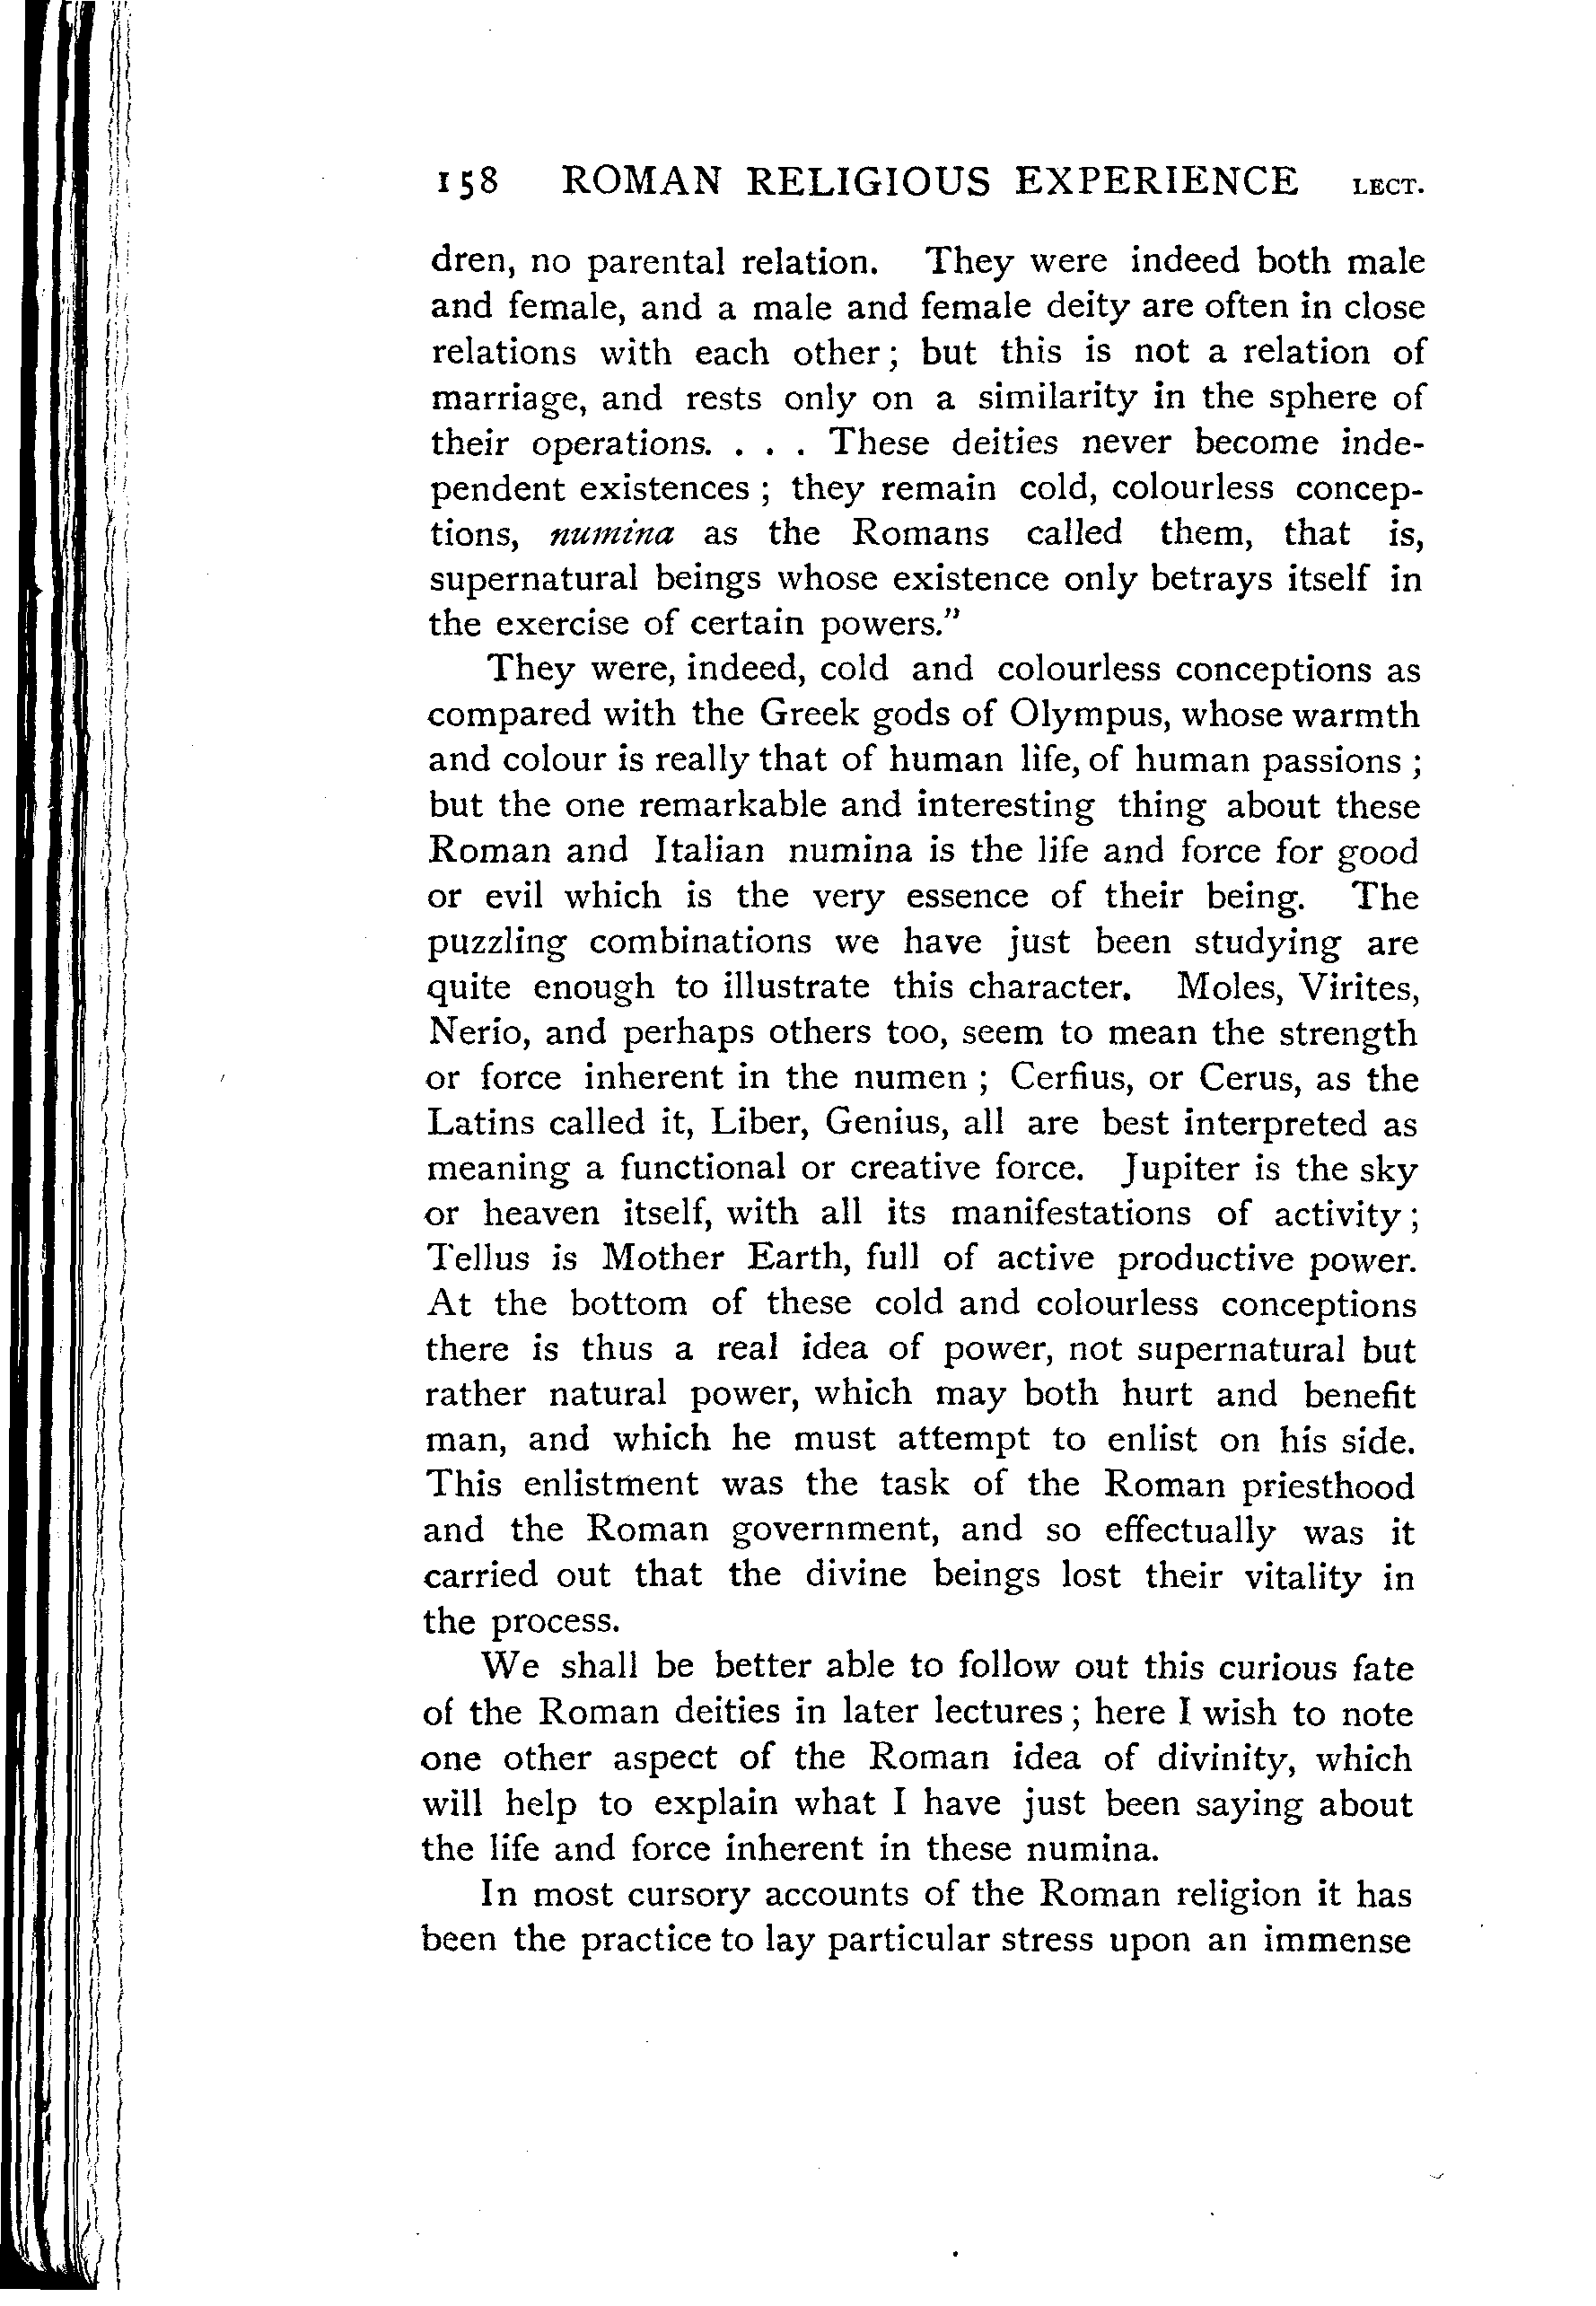 158 ROMAN RELIGIOUS EXPERIENCE LECT.
dren, no parental relation. They were indeed both male
and female, and a male and female deity are often in close
relations with each other; but this is not a relation of
marriage, and rests only on a similarity in the sphere of
their operations. . . . These deities never become inde-
pendent existences ; they remain cold, colourless concep-
tions, numina as the Romans called them, that is,
supernatural beings whose existence only betrays itself in
the exercise of certain powers."
They were, indeed, cold and colourless conceptions as
compared with the Greek gods of Olympus, whose warmth
and colour is really that of human life, of human passions ;
but the one remarkable and interesting thing about these
Roman and Italian numina is the life and force for good
or evil which is the very essence of their being. The
puzzling combinations we have just been studying are
quite enough to illustrate this character. Moles, Virites,
Nerio, and perhaps others too, seem to mean the strength
or force inherent in the numen ; Cerfius, or Cerus, as the
Latins called it, Liber, Genius, all are best interpreted as
meaning a functional or creative force. Jupiter is the sky
or heaven itself, with all its manifestations of activity;
Tellus is Mother Earth, full of active productive power.
At the bottom of these cold and colourless conceptions
there is thus a real idea of power, not supernatural but
rather natural power, which may both hurt and benefit
man, and which he must attempt to enlist on his side.
This enlistment was the task of the Roman priesthood
and the Roman government, and so effectually was it
carried out that the divine beings lost their vitality in
the process.
We shall be better able to follow out this curious fate
of the Roman deities in later lectures; here I wish to note
one other aspect of the Roman idea of divinity, which
will help to explain what I have just been saying about
the life and force inherent in these numina.
In most cursory accounts of the Roman religion it has
been the practice to lay particular stress upon an immense